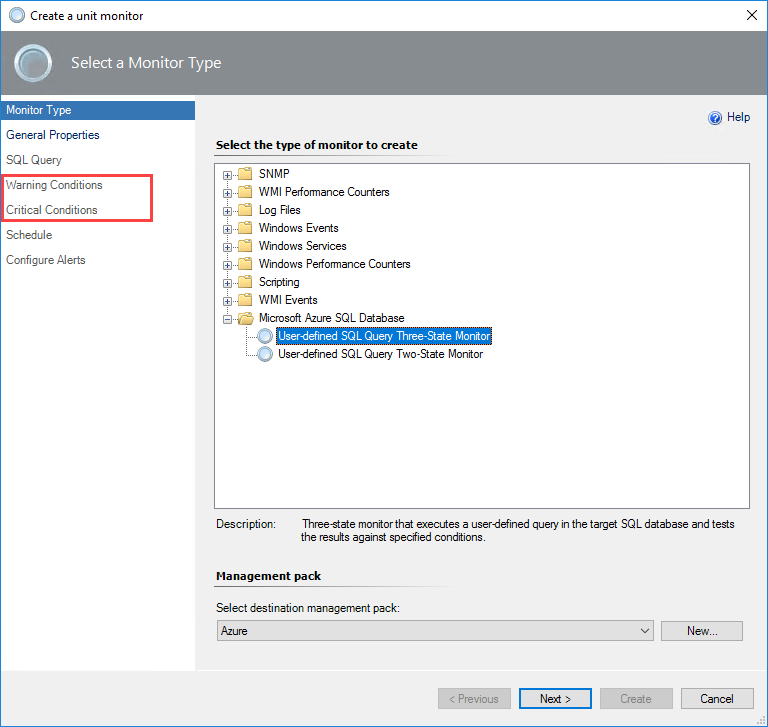 Create a unit monitor
Select a Monitor Type
Monitor Type
General Properties
SQL Query
Warning Conditions
Critical Conditions
Schedule
Configure Alerts
Help
Select the type of monitor to create
SNMP
WMI Performance Counters
Log Files
Windows Events
Windows Services
Windows Performance Counters
Scripting
WMI Events
Microsoft Azure SQL Database
User-defined SQL Query Three-State Monitor
User-defined SQL Query Two-State Monitor
Description: Three-state monitor that executes a user-defined query in the target SQL database and tests
the results against specified conditions.
Management pack
Select destination management pack:
Azure
New...
< Previous
Next >
Create
Cancel